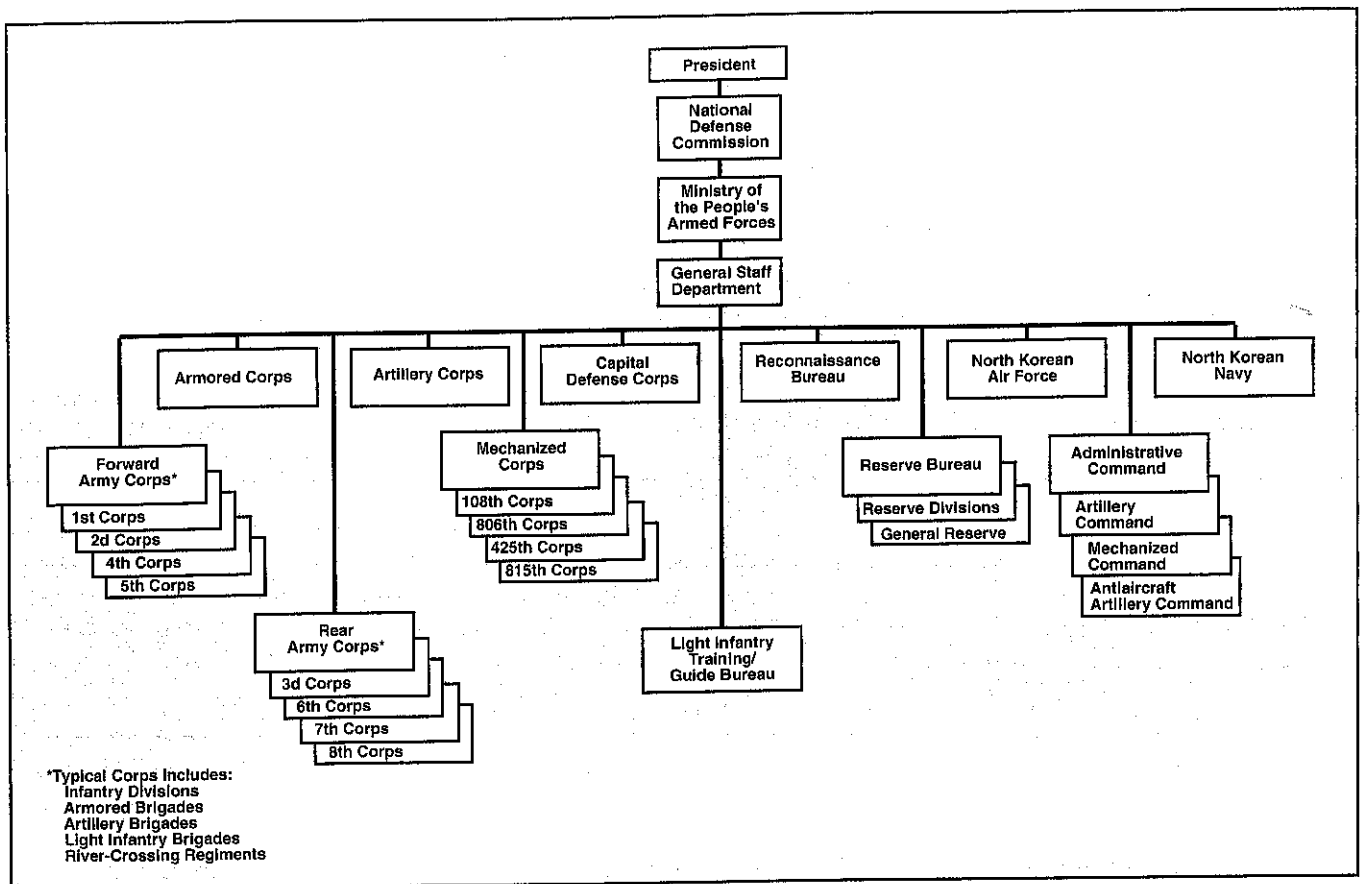 President
National
Defense
Commission
Ministry of
the People's
Armed Forces
General Staff
Department
Armored Corps
Artillery Corps
Capital
Defense Corps
Reconnaissance
Bureau
North Korean
Air Force
North Korean
Navy
Forward
Army Corps*
1st Corps
2d Corps
4th Corps
5th Corps
Mechanized
Corps
108th Corps
806th Corps
425th Corps
815th Corps
Reserve Bureau
Reserve Divisions
General Reserve
Administrative
Command
Artillery
Command
Mechanized
Command
Antiaircraft
Artillery Command
Rear
Army Corps*
3d Corps
6th Corps
7th Corps
8th Corps
Light Infantry
Training/
Guide Bureau
*Typical Corps Includes:
Infantry Divisions
Armored Brigades
Artillery Brigades
Light Infantry Brigades
River-Crossing Regiments